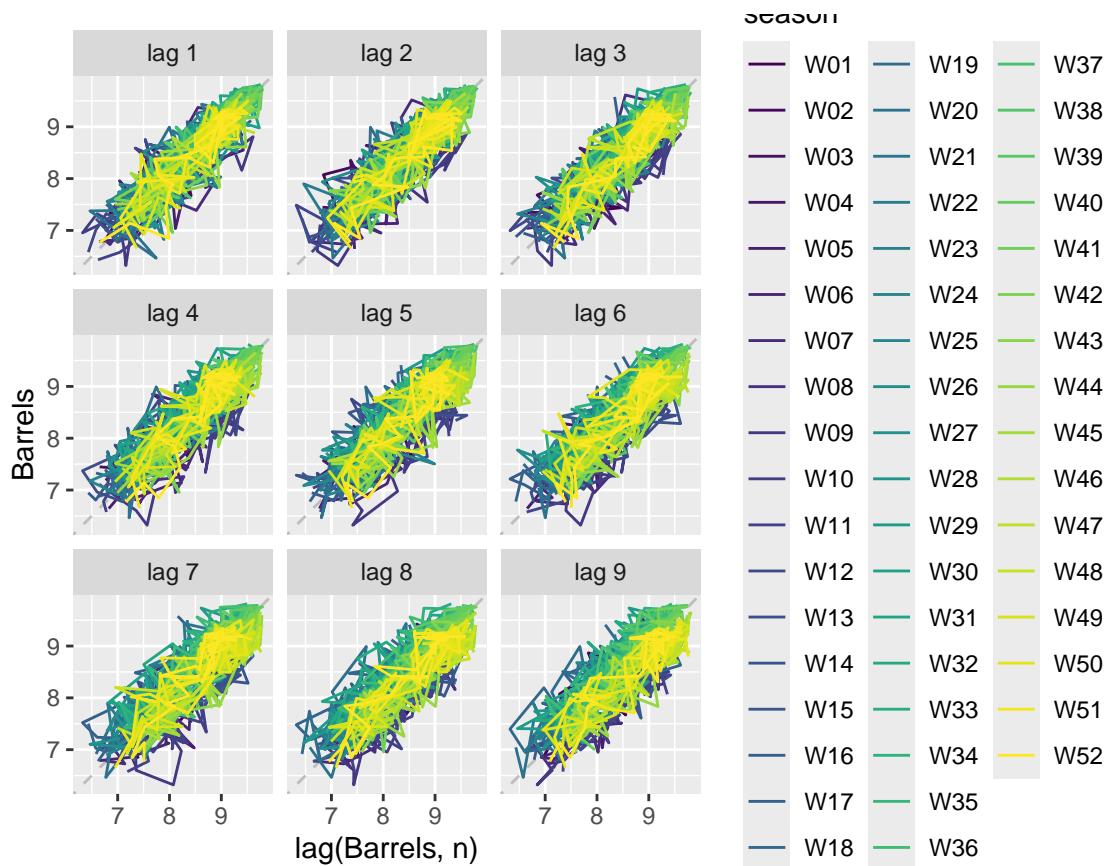 lag 1 lag 2 lag 3
9
8
7
lag 4 lag 5 lag 6
9
8
7
lag 7 lag 8 lag 9
9
8
7
7 8 9 7 8 9 7 8 9
Barrels
lag(Barrels, n)
season
W01 W19 W37
W02 W20 W38
W03 W21 W39
W04 W22 W40
W05 W23 W41
W06 W24 W42
W07 W25 W43
W08 W26 W44
W09 W27 W45
W10 W28 W46
W11 W29 W47
W12 W30 W48
W13 W31 W49
W14 W32 W50
W15 W33 W51
W16 W34 W52
W17 W35
W18 W36